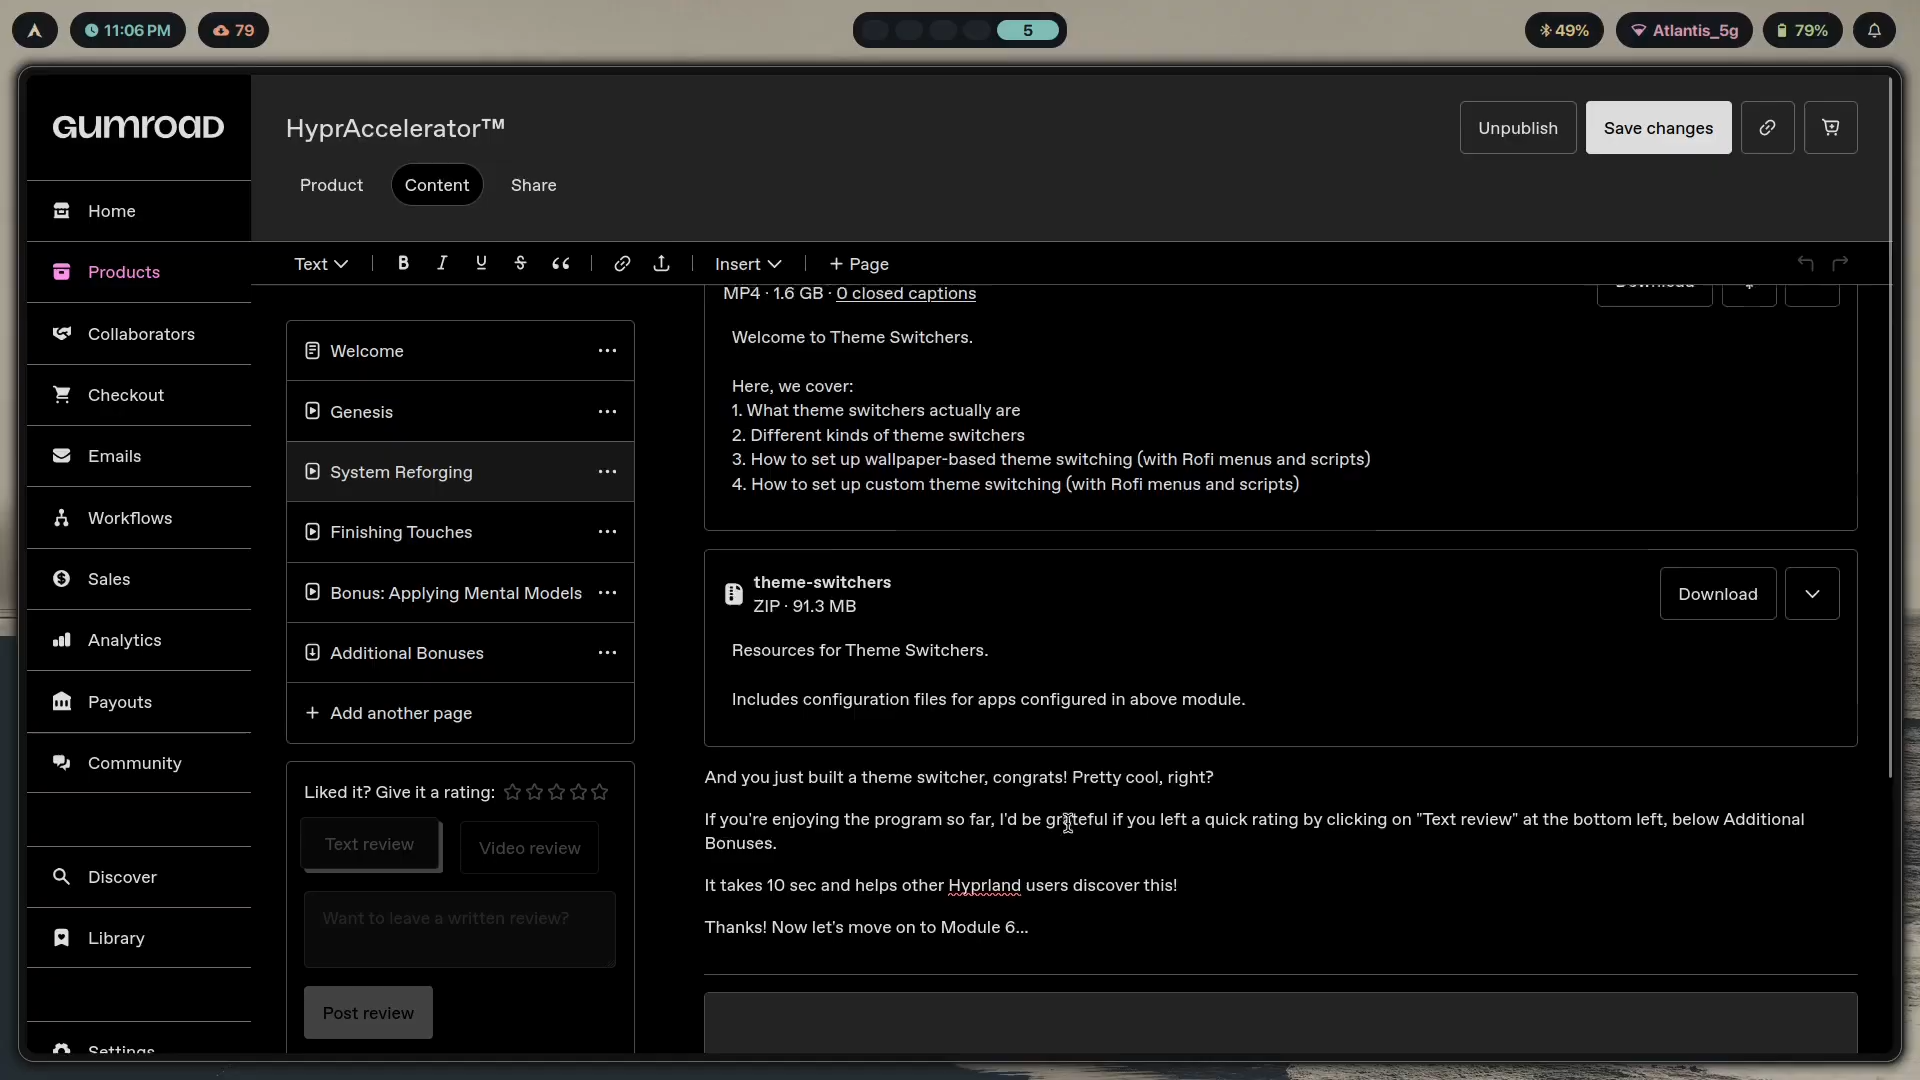 11:06 PM
79
5
49%
Atlantis_5g
79%
GUMROAD
HyprAccelerator™
Unpublish
Save changes
Product
Content
Share
Home
Products
Collaborators
Checkout
Emails
Workflows
Sales
Analytics
Payouts
Community
Discover
Library
Settings
Text
B
I
U
S
Insert
+ Page
Welcome
Genesis
System Reforging
Finishing Touches
Bonus: Applying Mental Models
Additional Bonuses
+ Add another page
Liked it? Give it a rating:
Text review
Video review
Want to leave a written review?
Post review
MP4 · 1.6 GB · 0 closed captions
Download
Welcome to Theme Switchers.
Here, we cover:
1. What theme switchers actually are
2. Different kinds of theme switchers
3. How to set up wallpaper-based theme switching (with Rofi menus and scripts)
4. How to set up custom theme switching (with Rofi menus and scripts)
theme-switchers
ZIP · 91.3 MB
Download
Resources for Theme Switchers.
Includes configuration files for apps configured in above module.
And you just built a theme switcher, congrats! Pretty cool, right?
If you're enjoying the program so far, I'd be grateful if you left a quick rating by clicking on "Text review" at the bottom left, below Additional
Bonuses.
It takes 10 sec and helps other Hyprland users discover this!
Thanks! Now let's move on to Module 6...